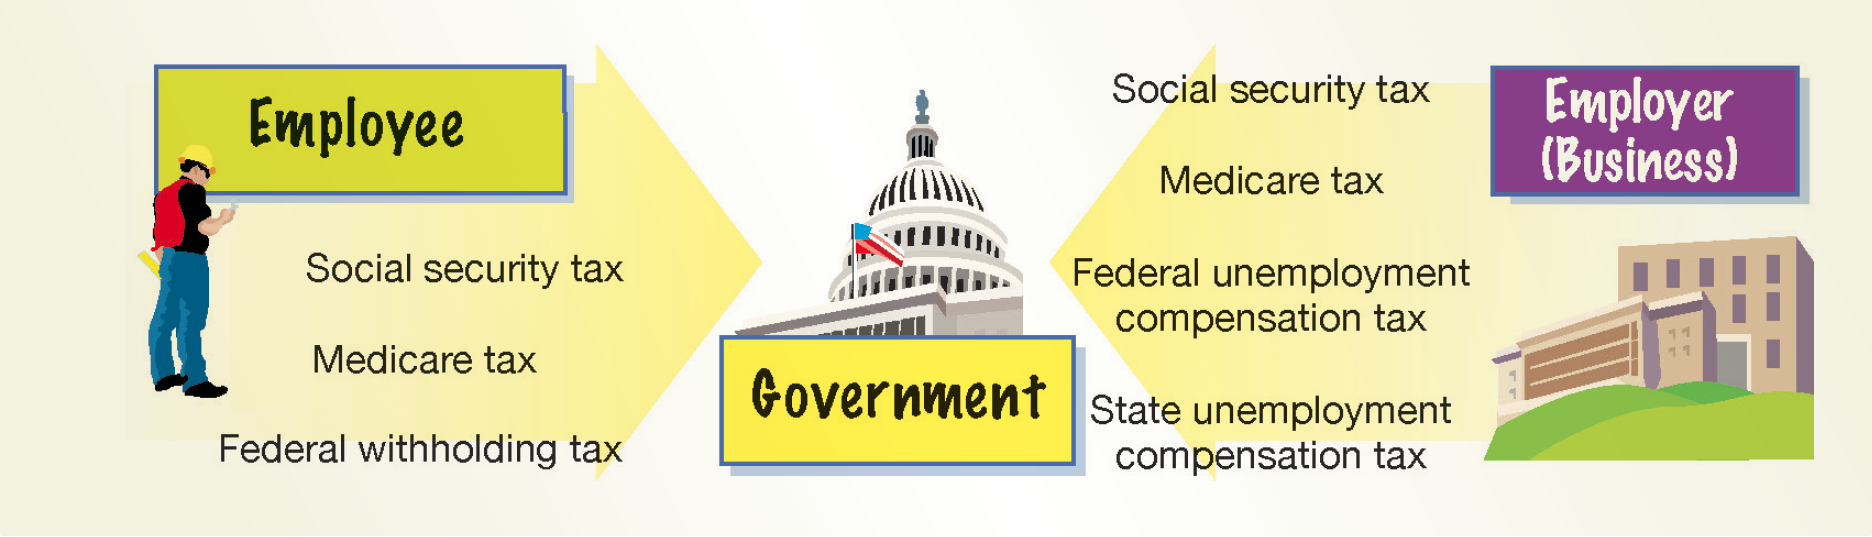 Employee
Social security tax
Medicare tax
Federal withholding tax
Government
Social security tax
Medicare tax
Federal unemployment
compensation tax
State unemployment
compensation tax
Employer
(Business)